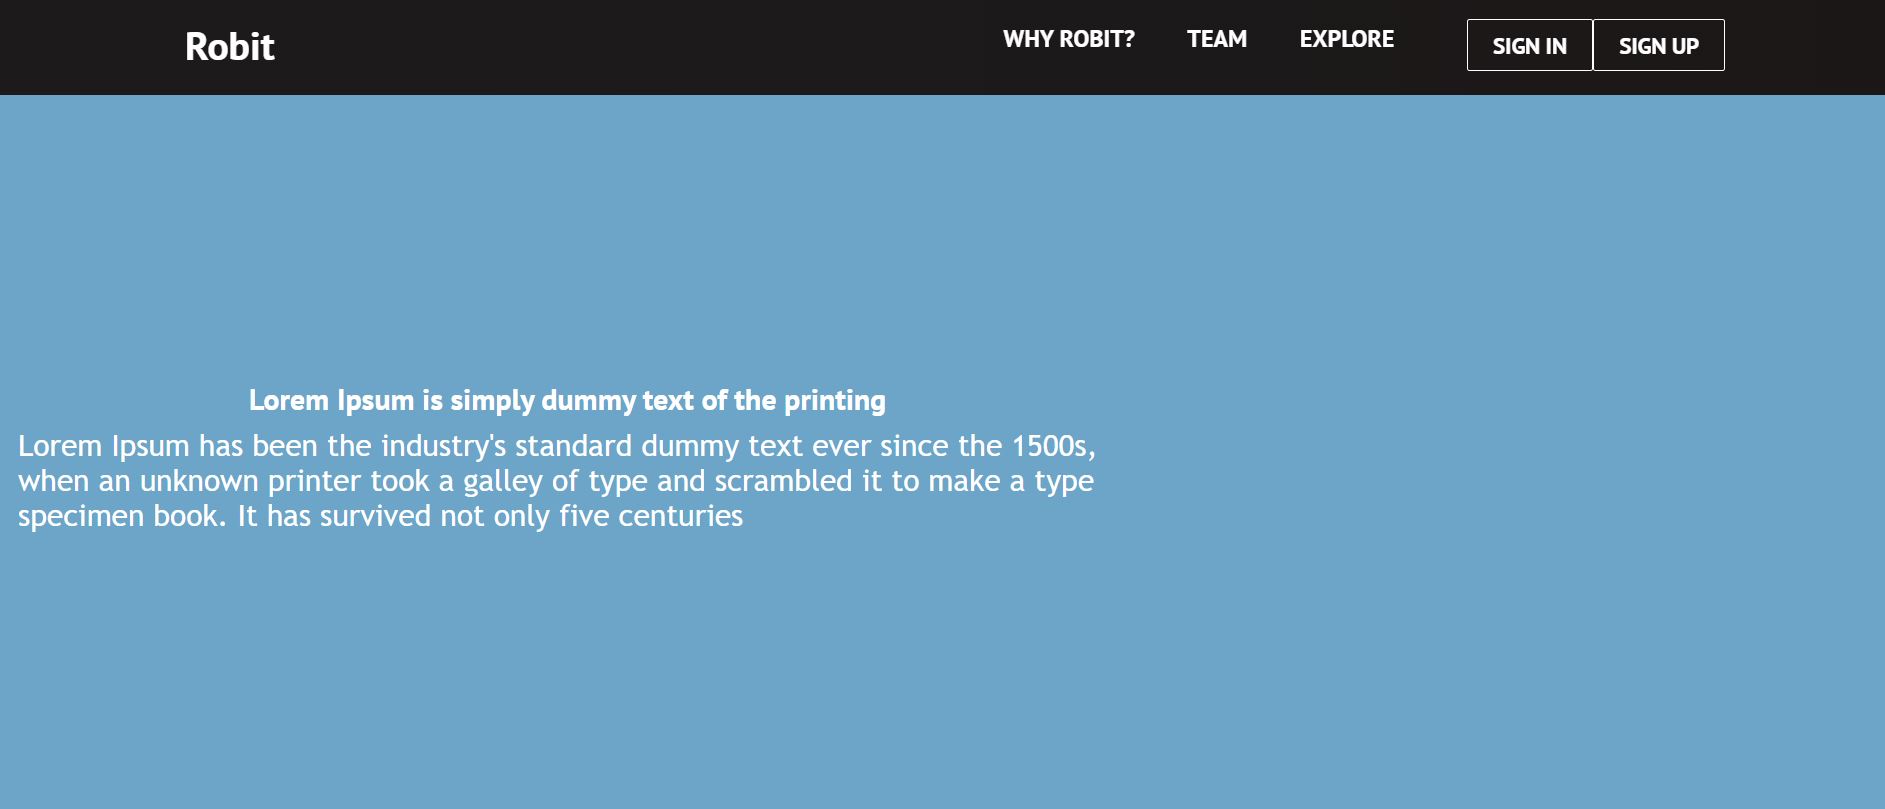 Robit
WHY ROBIT?
TEAM
EXPLORE
SIGN IN
SIGN UP
Lorem Ipsum is simply dummy text of the printing
Lorem Ipsum has been the industry's standard dummy text ever since the 1500s,
when an unknown printer took a galley of type and scrambled it to make a type
specimen book. It has survived not only five centuries